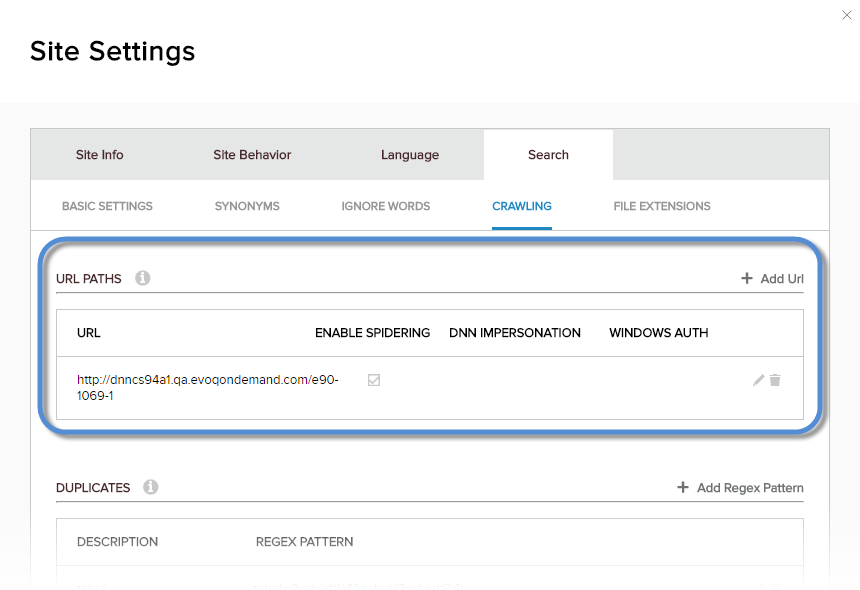 Site Settings
Site Info Site Behavior Language Search
BASIC SETTINGS SYNONYMS IGNORE WORDS CRAWLING FILE EXTENSIONS
URL PATHS + Add Url
URL ENABLE SPIDERING DNN IMPERSONATION WINDOWS AUTH
http://dnncs94a1.qa.evoqondemand.com/e90-
1069-1
DUPLICATES + Add Regex Pattern
DESCRIPTION REGEX PATTERN